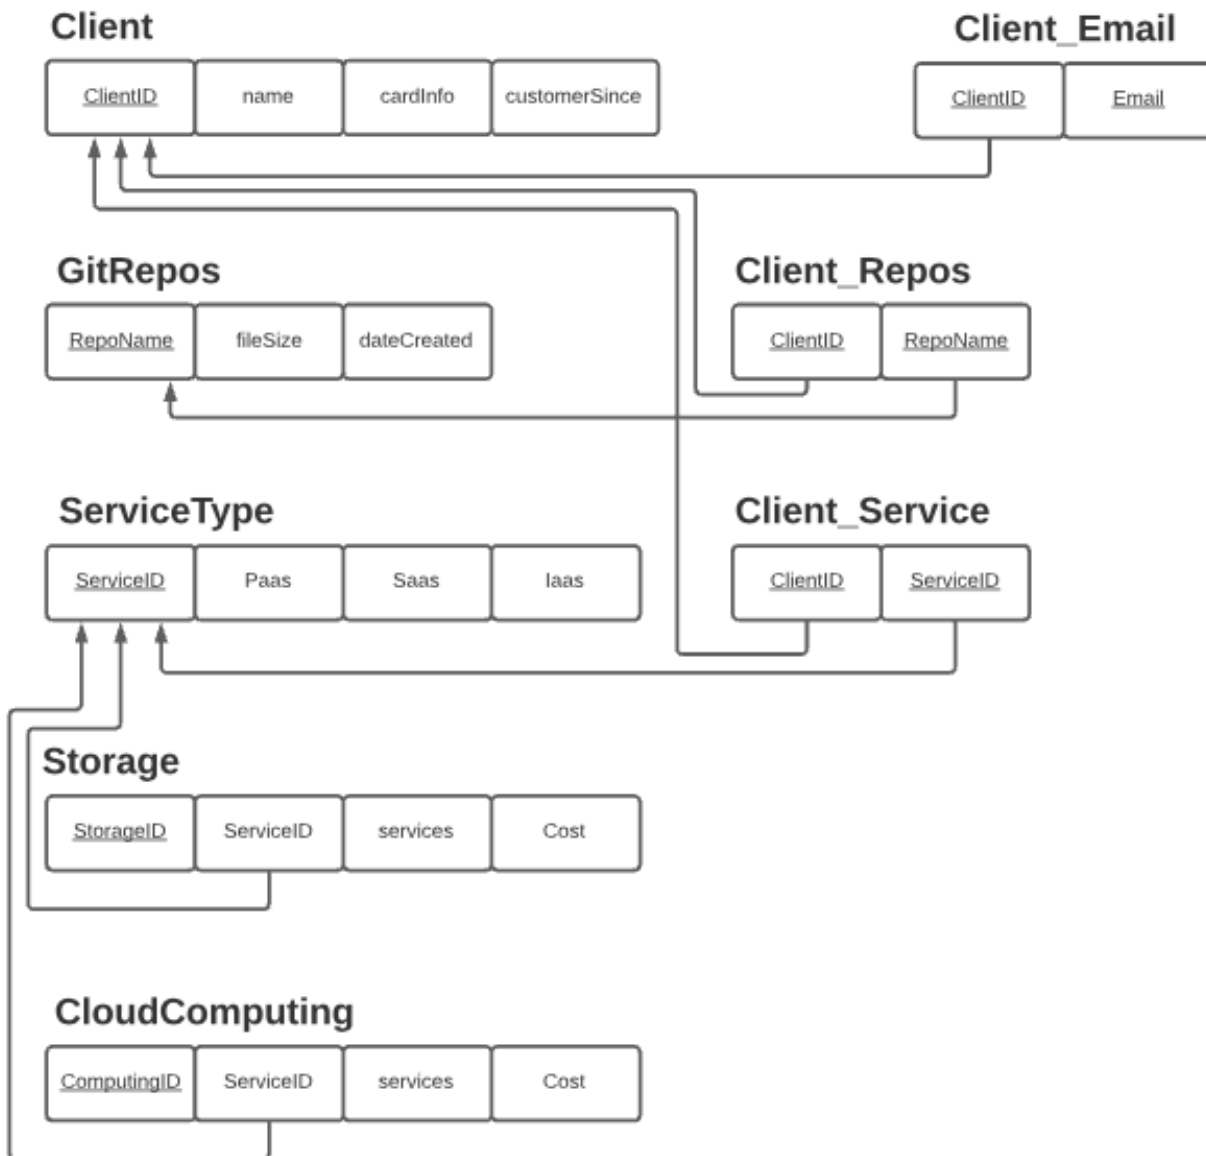 Client
ClientID name cardInfo customerSince
Client_Email
ClientID Email
GitRepos
RepoName fileSize dateCreated
Client_Repos
ClientID RepoName
ServiceType
ServiceID Paas Saas Iaas
Client_Service
ClientID ServiceID
Storage
StorageID ServiceID services Cost
CloudComputing
ComputingID ServiceID services Cost